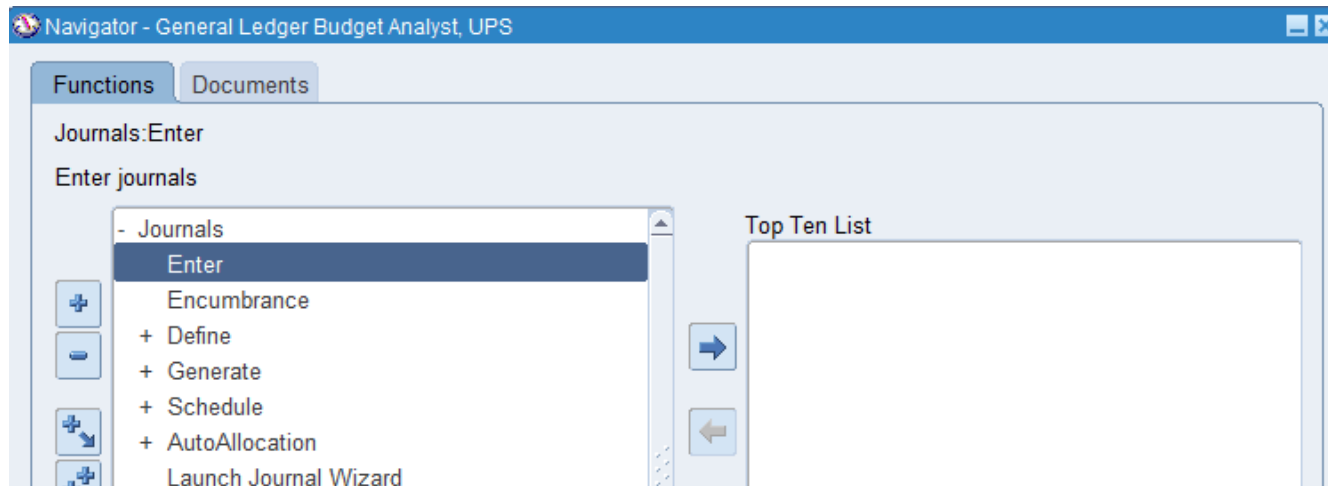 Navigator - General Ledger Budget Analyst, UPS
Functions
Documents
Journals:Enter
Enter journals
- Journals
Enter
Encumbrance
+ Define
+ Generate
+ Schedule
+ AutoAllocation
Launch Journal Wizard
Top Ten List